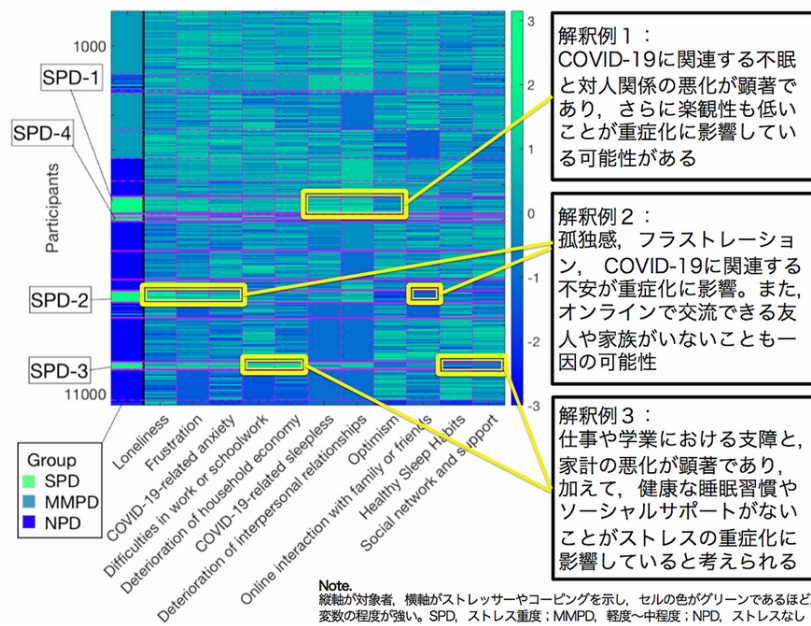 1000
SPD-1
SPD-4
Participants
SPD-2
SPD-3
11000
3
2
1
0
-1
-2
-3
Loneliness
Frustration
COVID-19-related anxiety
Difficulties in work or schoolwork
Deterioration of household economy
COVID-19-related sleepless
Deterioration of interpersonal relationships
Optimism
Online interaction with family or friends
Healthy Sleep Habits
Social network and support
Group
SPD
MMPD
NPD
解釈例1：
COVID-19に関連する不眠
と対人関係の悪化が顕著で
あり，さらに楽観性も低い
ことが重症化に影響してい
る可能性がある
解釈例2：
孤独感，フラストレーショ
ン， COVID-19に関連する
不安が重症化に影響。また，
オンラインで交流できる友
人や家族がいないことも一
因の可能性
解釈例3：
仕事や学業における支障と，
家計の悪化が顕著であり，
加えて，健康な睡眠習慣や
ソーシャルサポートがない
ことがストレスの重症化に
影響していると考えられる
Note.
縦軸が対象者，横軸がストレッサーやコーピングを示し，セルの色がグリーンであるほど，
変数の程度が強い。SPD，ストレス重度；MMPD，軽度〜中程度；NPD，ストレスなし